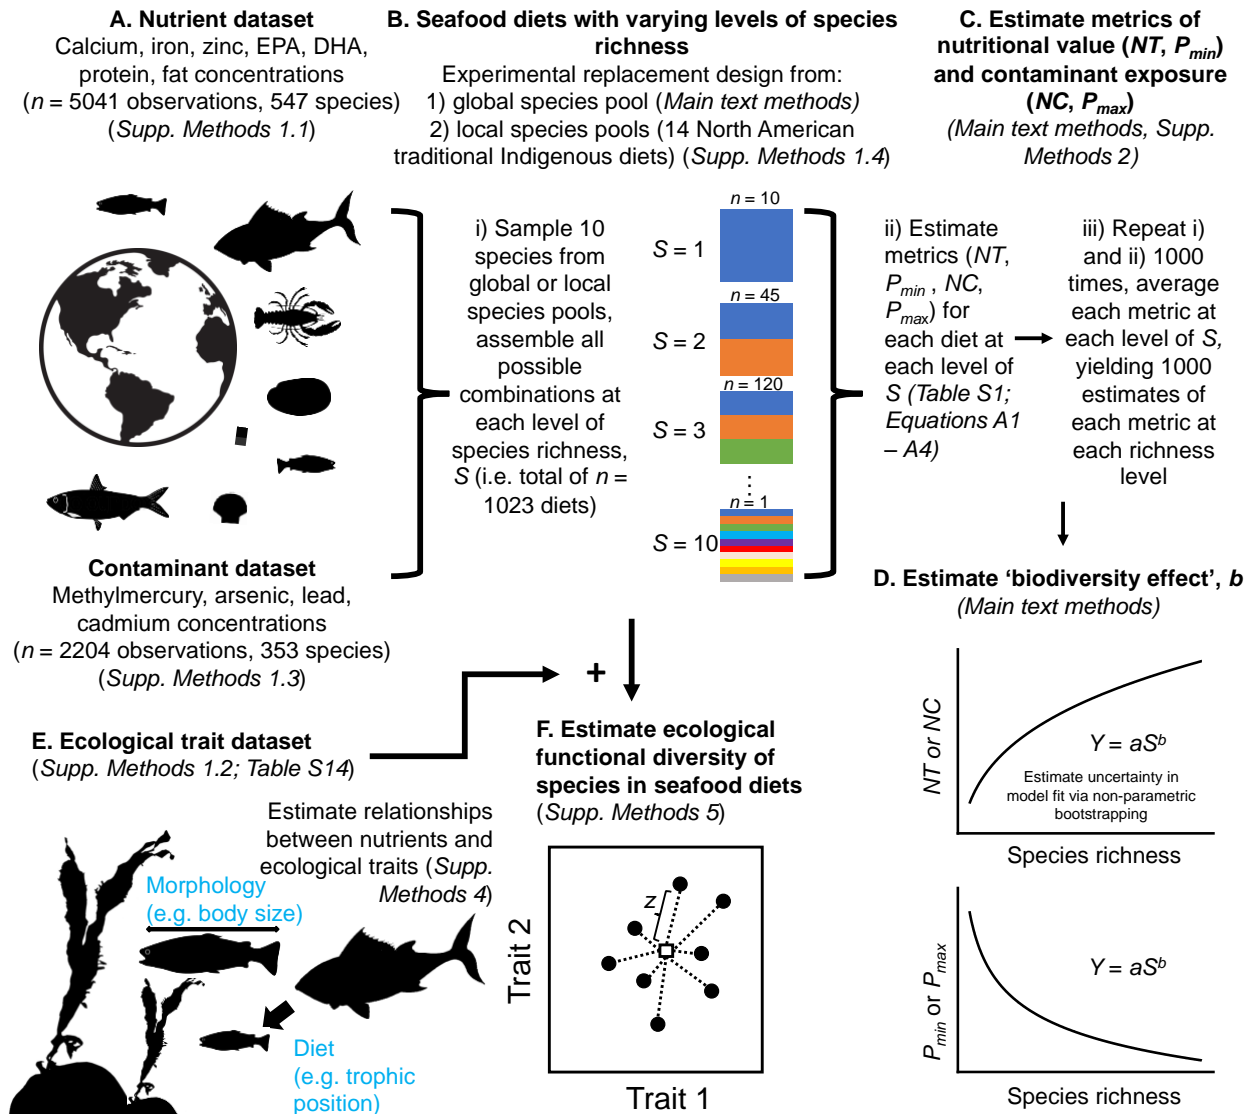 A. Nutrient dataset
Calcium, iron, zinc, EPA, DHA,
protein, fat concentrations
(n = 5041 observations, 547 species)
(Supp. Methods 1.1)
B. Seafood diets with varying levels of species
richness
Experimental replacement design from:
1) global species pool (Main text methods)
2) local species pools (14 North American
traditional Indigenous diets) (Supp. Methods 1.4)
C. Estimate metrics of
nutritional value (NT, Pmin)
and contaminant exposure
(NC, Pmax)
(Main text methods, Supp.
Methods 2)
i) Sample 10
species from
global or local
species pools,
assemble all
possible
combinations at
each level of
species richness,
S (i.e. total of n =
1023 diets)
n = 10
S = 1
n = 45
S = 2
n = 120
S = 3
⋮
n = 1
S = 10
ii) Estimate
metrics (NT,
Pmin , NC,
Pmax) for
each diet at
each level of
S (Table S1;
Equations A1
– A4)
iii) Repeat i)
and ii) 1000
times, average
each metric at
each level of S,
yielding 1000
estimates of
each metric at
each richness
level
Contaminant dataset
Methylmercury, arsenic, lead,
cadmium concentrations
(n = 2204 observations, 353 species)
(Supp. Methods 1.3)
D. Estimate ‘biodiversity effect’, b
(Main text methods)
NT or NC
Y = aS^b
Estimate uncertainty in
model fit via non-parametric
bootstrapping
Species richness
Pmin or Pmax
Y = aS^b
Species richness
E. Ecological trait dataset
(Supp. Methods 1.2; Table S14)
Estimate relationships
between nutrients and
ecological traits (Supp.
Methods 4)
Morphology
(e.g. body size)
Diet
(e.g. trophic
position)
+
F. Estimate ecological
functional diversity of
species in seafood diets
(Supp. Methods 5)
z
Trait 2
Trait 1